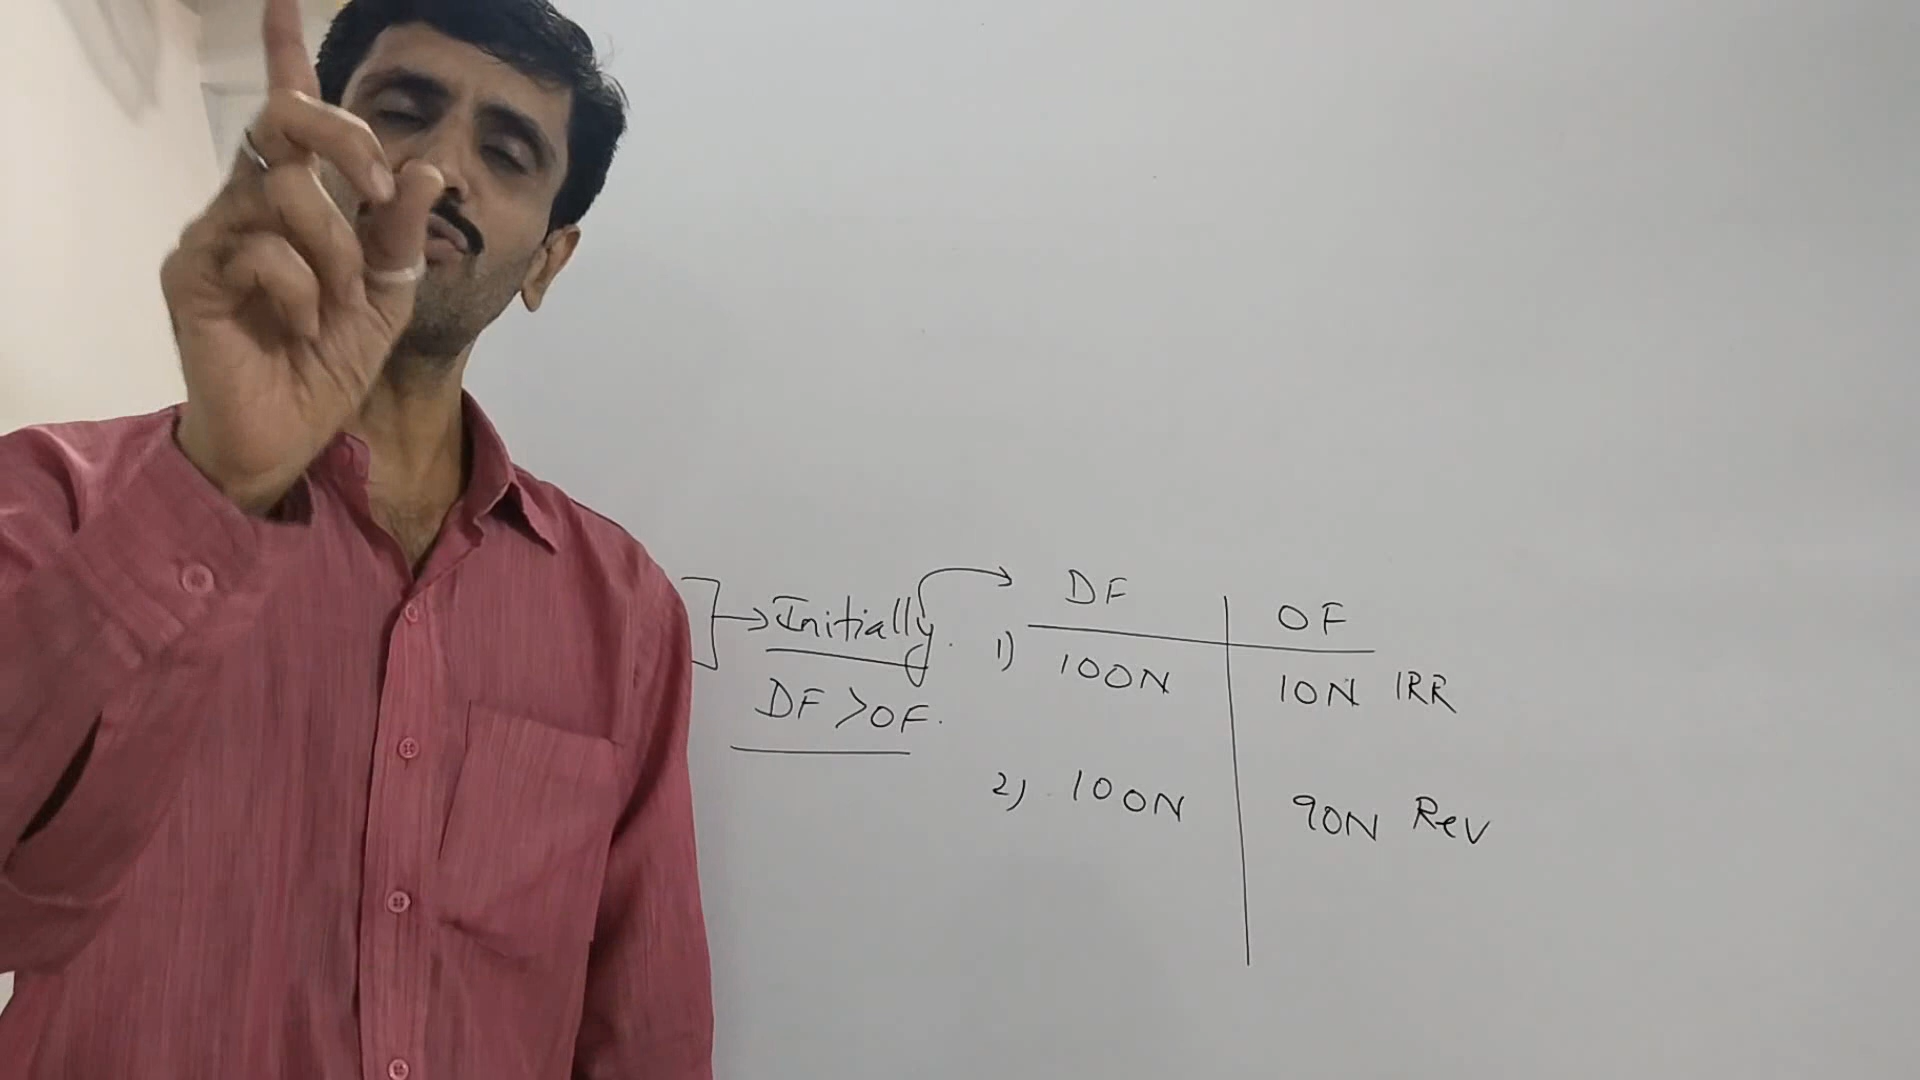 Initially.
DF > OF.
DF OF
1) 100N 10N IRR
2) 100N 90N Rev